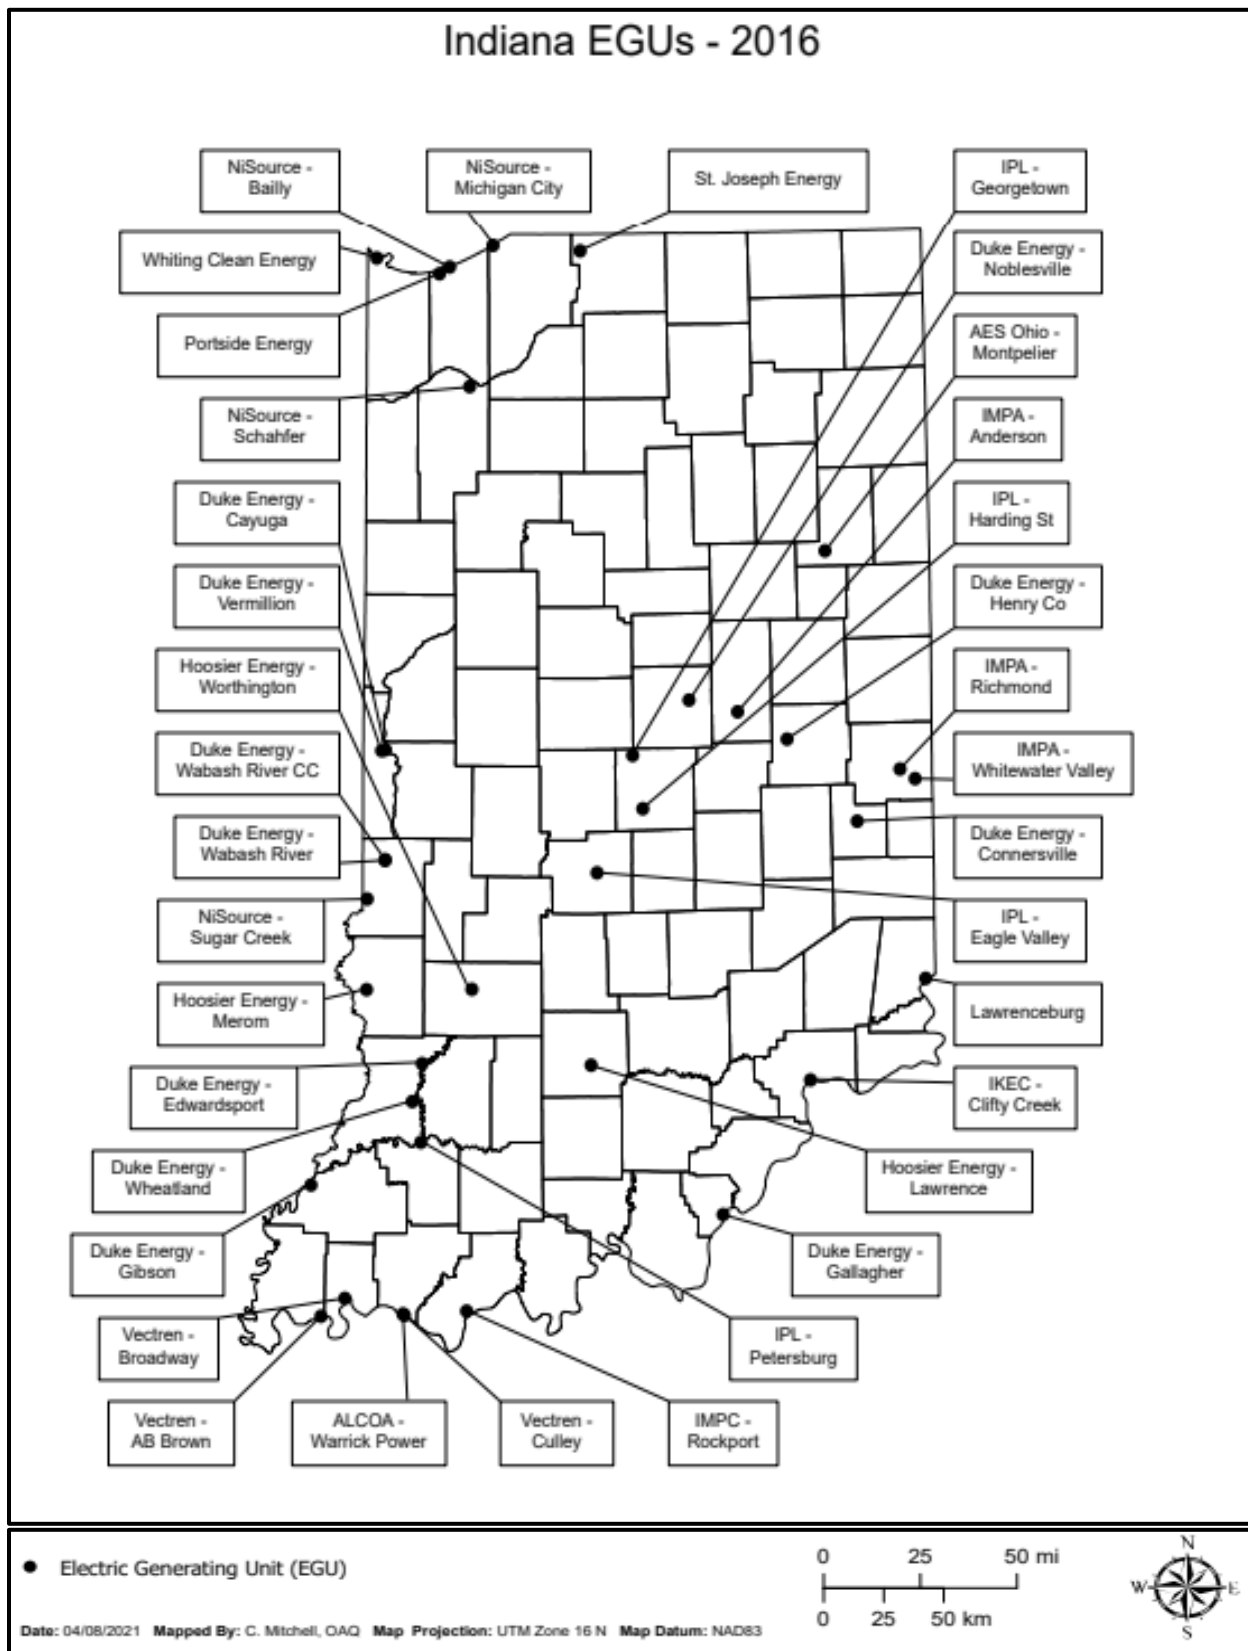 Indiana EGUs - 2016
NiSource -
Bailly
NiSource -
Michigan City
St. Joseph Energy
IPL -
Georgetown
Whiting Clean Energy
Duke Energy -
Noblesville
Portside Energy
AES Ohio -
Montpelier
NiSource -
Schahfer
IMPA -
Anderson
Duke Energy -
Cayuga
IPL -
Harding St
Duke Energy -
Vermillion
Duke Energy -
Henry Co
Hoosier Energy -
Worthington
IMPA -
Richmond
Duke Energy -
Wabash River CC
IMPA -
Whitewater Valley
Duke Energy -
Wabash River
Duke Energy -
Connersville
NiSource -
Sugar Creek
IPL -
Eagle Valley
Hoosier Energy -
Merom
Lawrenceburg
Duke Energy -
Edwardsport
IKEC -
Clifty Creek
Duke Energy -
Wheatland
Hoosier Energy -
Lawrence
Duke Energy -
Gibson
Duke Energy -
Gallagher
Vectren -
Broadway
IPL -
Petersburg
Vectren -
AB Brown
ALCOA -
Warrick Power
Vectren -
Culley
IMPC -
Rockport
Electric Generating Unit (EGU)
0 25 50 mi
0 25 50 km
N
W E
S
Date: 04/08/2021 Mapped By: C. Mitchell, OAQ Map Projection: UTM Zone 16 N Map Datum: NAD83